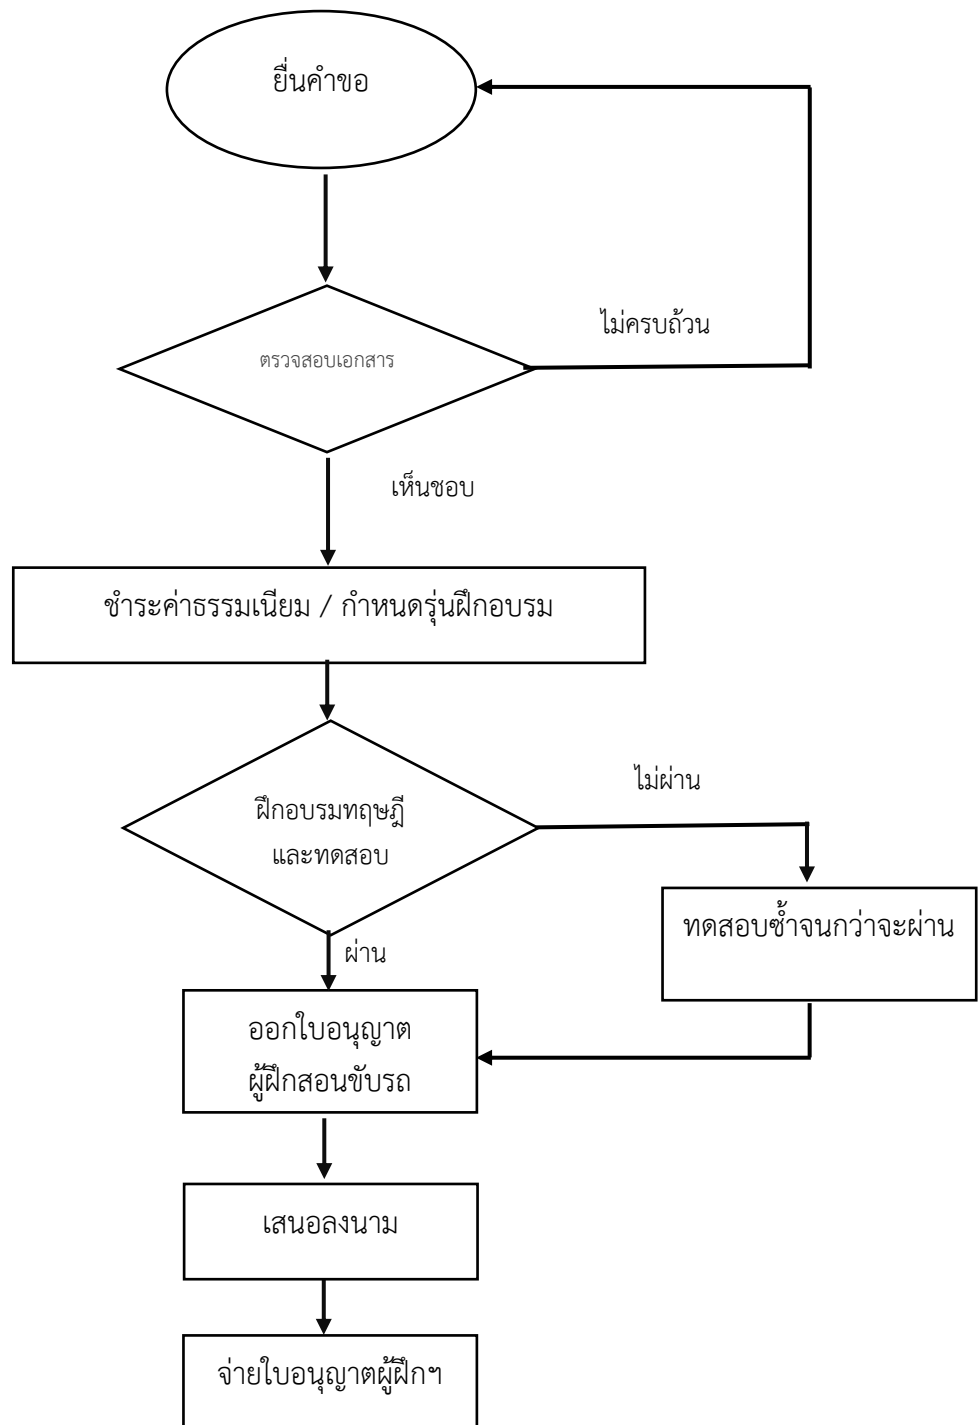 ยื่นคำขอ
ไม่ครบถ้วน
ตรวจสอบเอกสาร
เห็นชอบ
ชำระค่าธรรมเนียม / กำหนดรุ่นฝึกอบรม
ไม่ผ่าน
ฝึกอบรมทฤษฎี
และทดสอบ
ทดสอบซ้ำจนกว่าจะผ่าน
ผ่าน
ออกใบอนุญาต
ผู้ฝึกสอนขับรถ
เสนอลงนาม
จ่ายใบอนุญาตผู้ฝึกฯ